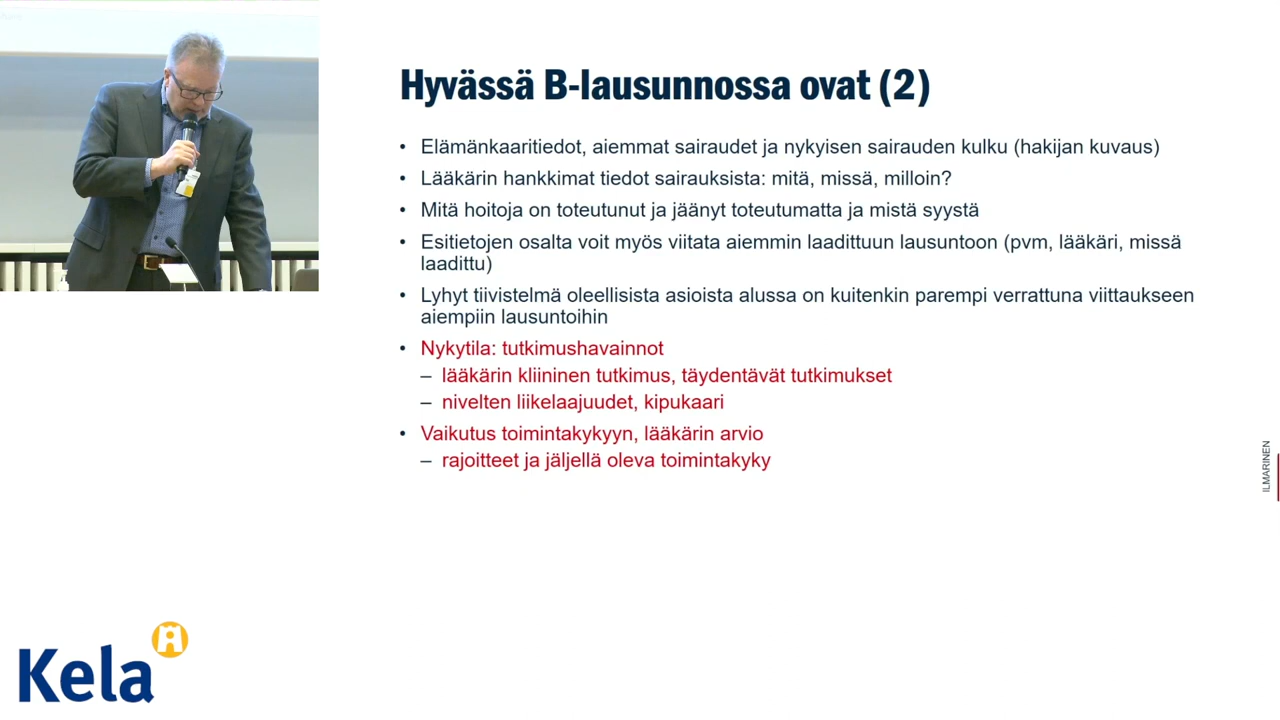 Hyvässä B-lausunnossa ovat (2)
• Elämänkaaritiedot, aiemmat sairaudet ja nykyisen sairauden kulku (hakijan kuvaus)
• Lääkärin hankkimat tiedot sairauksista: mitä, missä, milloin?
• Mitä hoitoja on toteutunut ja jäänyt toteutumatta ja mistä syystä
• Esitietojen osalta voit myös viitata aiemmin laadittuun lausuntoon (pvm, lääkäri, missä
laadittu)
• Lyhyt tiivistelmä oleellisista asioista alussa on kuitenkin parempi verrattuna viittaukseen
aiempiin lausuntoihin
• Nykytila: tutkimushavainnot
– lääkärin kliininen tutkimus, täydentävät tutkimukset
– nivelten liikelaajuudet, kipukaari
• Vaikutus toimintakykyyn, lääkärin arvio
– rajoitteet ja jäljellä oleva toimintakyky
ILMARINEN
Kela